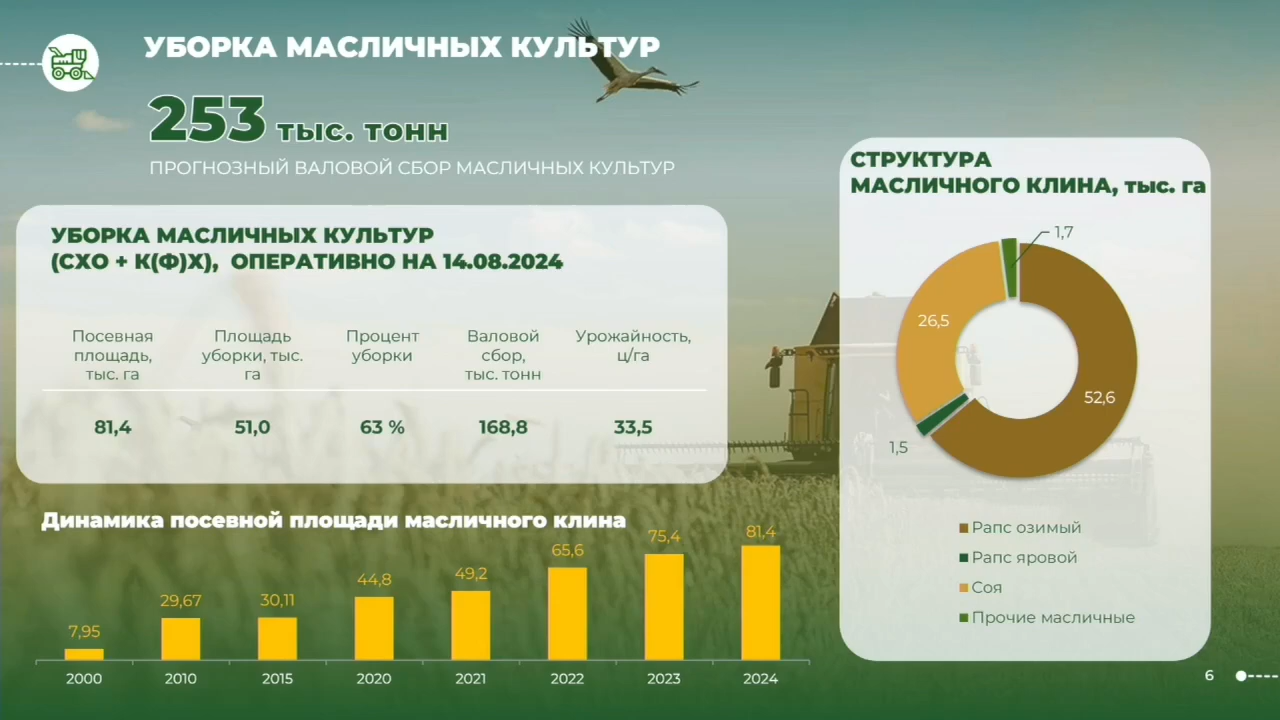 УБОРКА МАСЛИЧНЫХ КУЛЬТУР
253 тыс. тонн
ПРОГНОЗНЫЙ ВАЛОВОЙ СБОР МАСЛИЧНЫХ КУЛЬТУР
УБОРКА МАСЛИЧНЫХ КУЛЬТУР
(СХО + К(Ф)Х), ОПЕРАТИВНО НА 14.08.2024
Посевная площадь, тыс. га
Площадь уборки, тыс. га
Процент уборки
Валовой сбор, тыс. тонн
Урожайность, ц/га
81,4
51,0
63 %
168,8
33,5
Динамика посевной площади масличного клина
7,95
29,67
30,11
44,8
49,2
65,6
75,4
81,4
2000
2010
2015
2020
2021
2022
2023
2024
СТРУКТУРА
МАСЛИЧНОГО КЛИНА, тыс. га
1,7
26,5
52,6
1,5
Рапс озимый
Рапс яровой
Соя
Прочие масличные
6